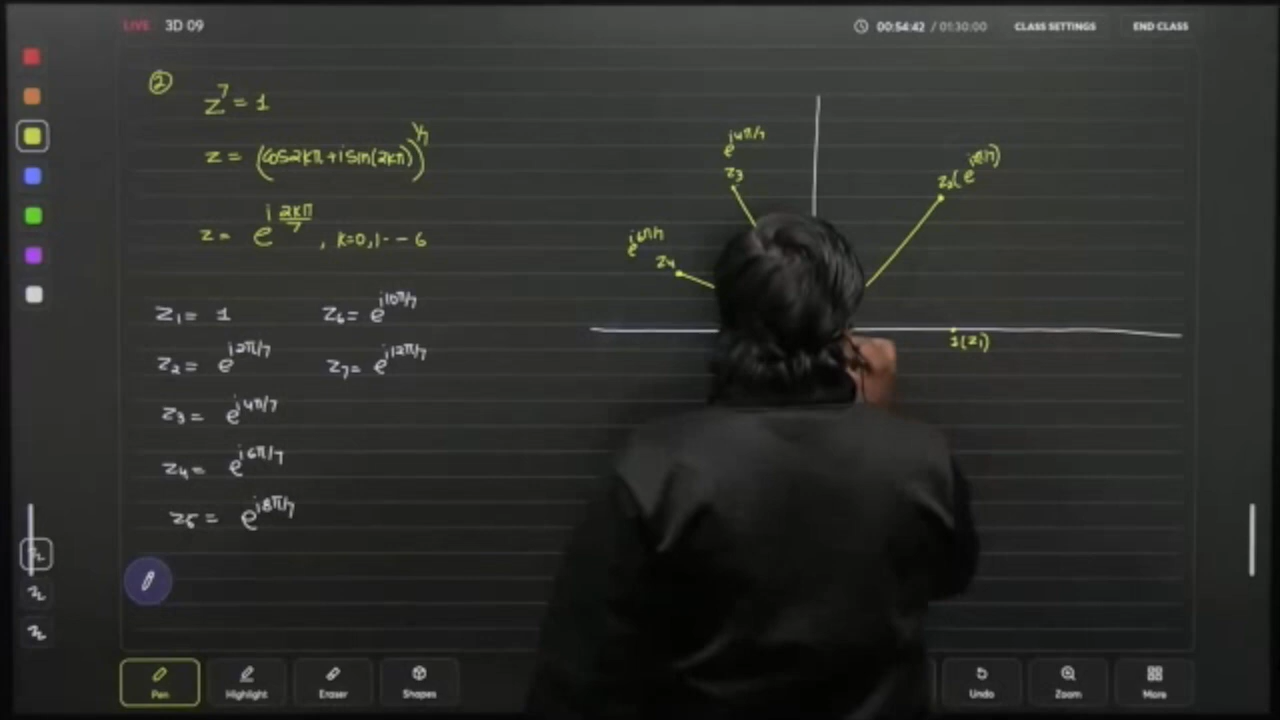 LIVE 3D 09
00:54:42 / 01:30:00 CLASS SETTINGS END CLASS
② z⁷ = 1
z = (cos2kπ + i sin(2kπ))^1/7
z = e^i 2kπ/7 , k=0,1 - - 6
z₁ = 1
z₂ = e^i2π/7
z₃ = e^i4π/7
z₄ = e^i6π/7
z₅ = e^i8π/7
z₆ = e^i10π/7
z₇ = e^i12π/7
e^i4π/7
z₃
z₂(e^i2π/7)
e^i6π/7
z₄
1(z₁)
Pen Highlight Eraser Shapes Undo Zoom More